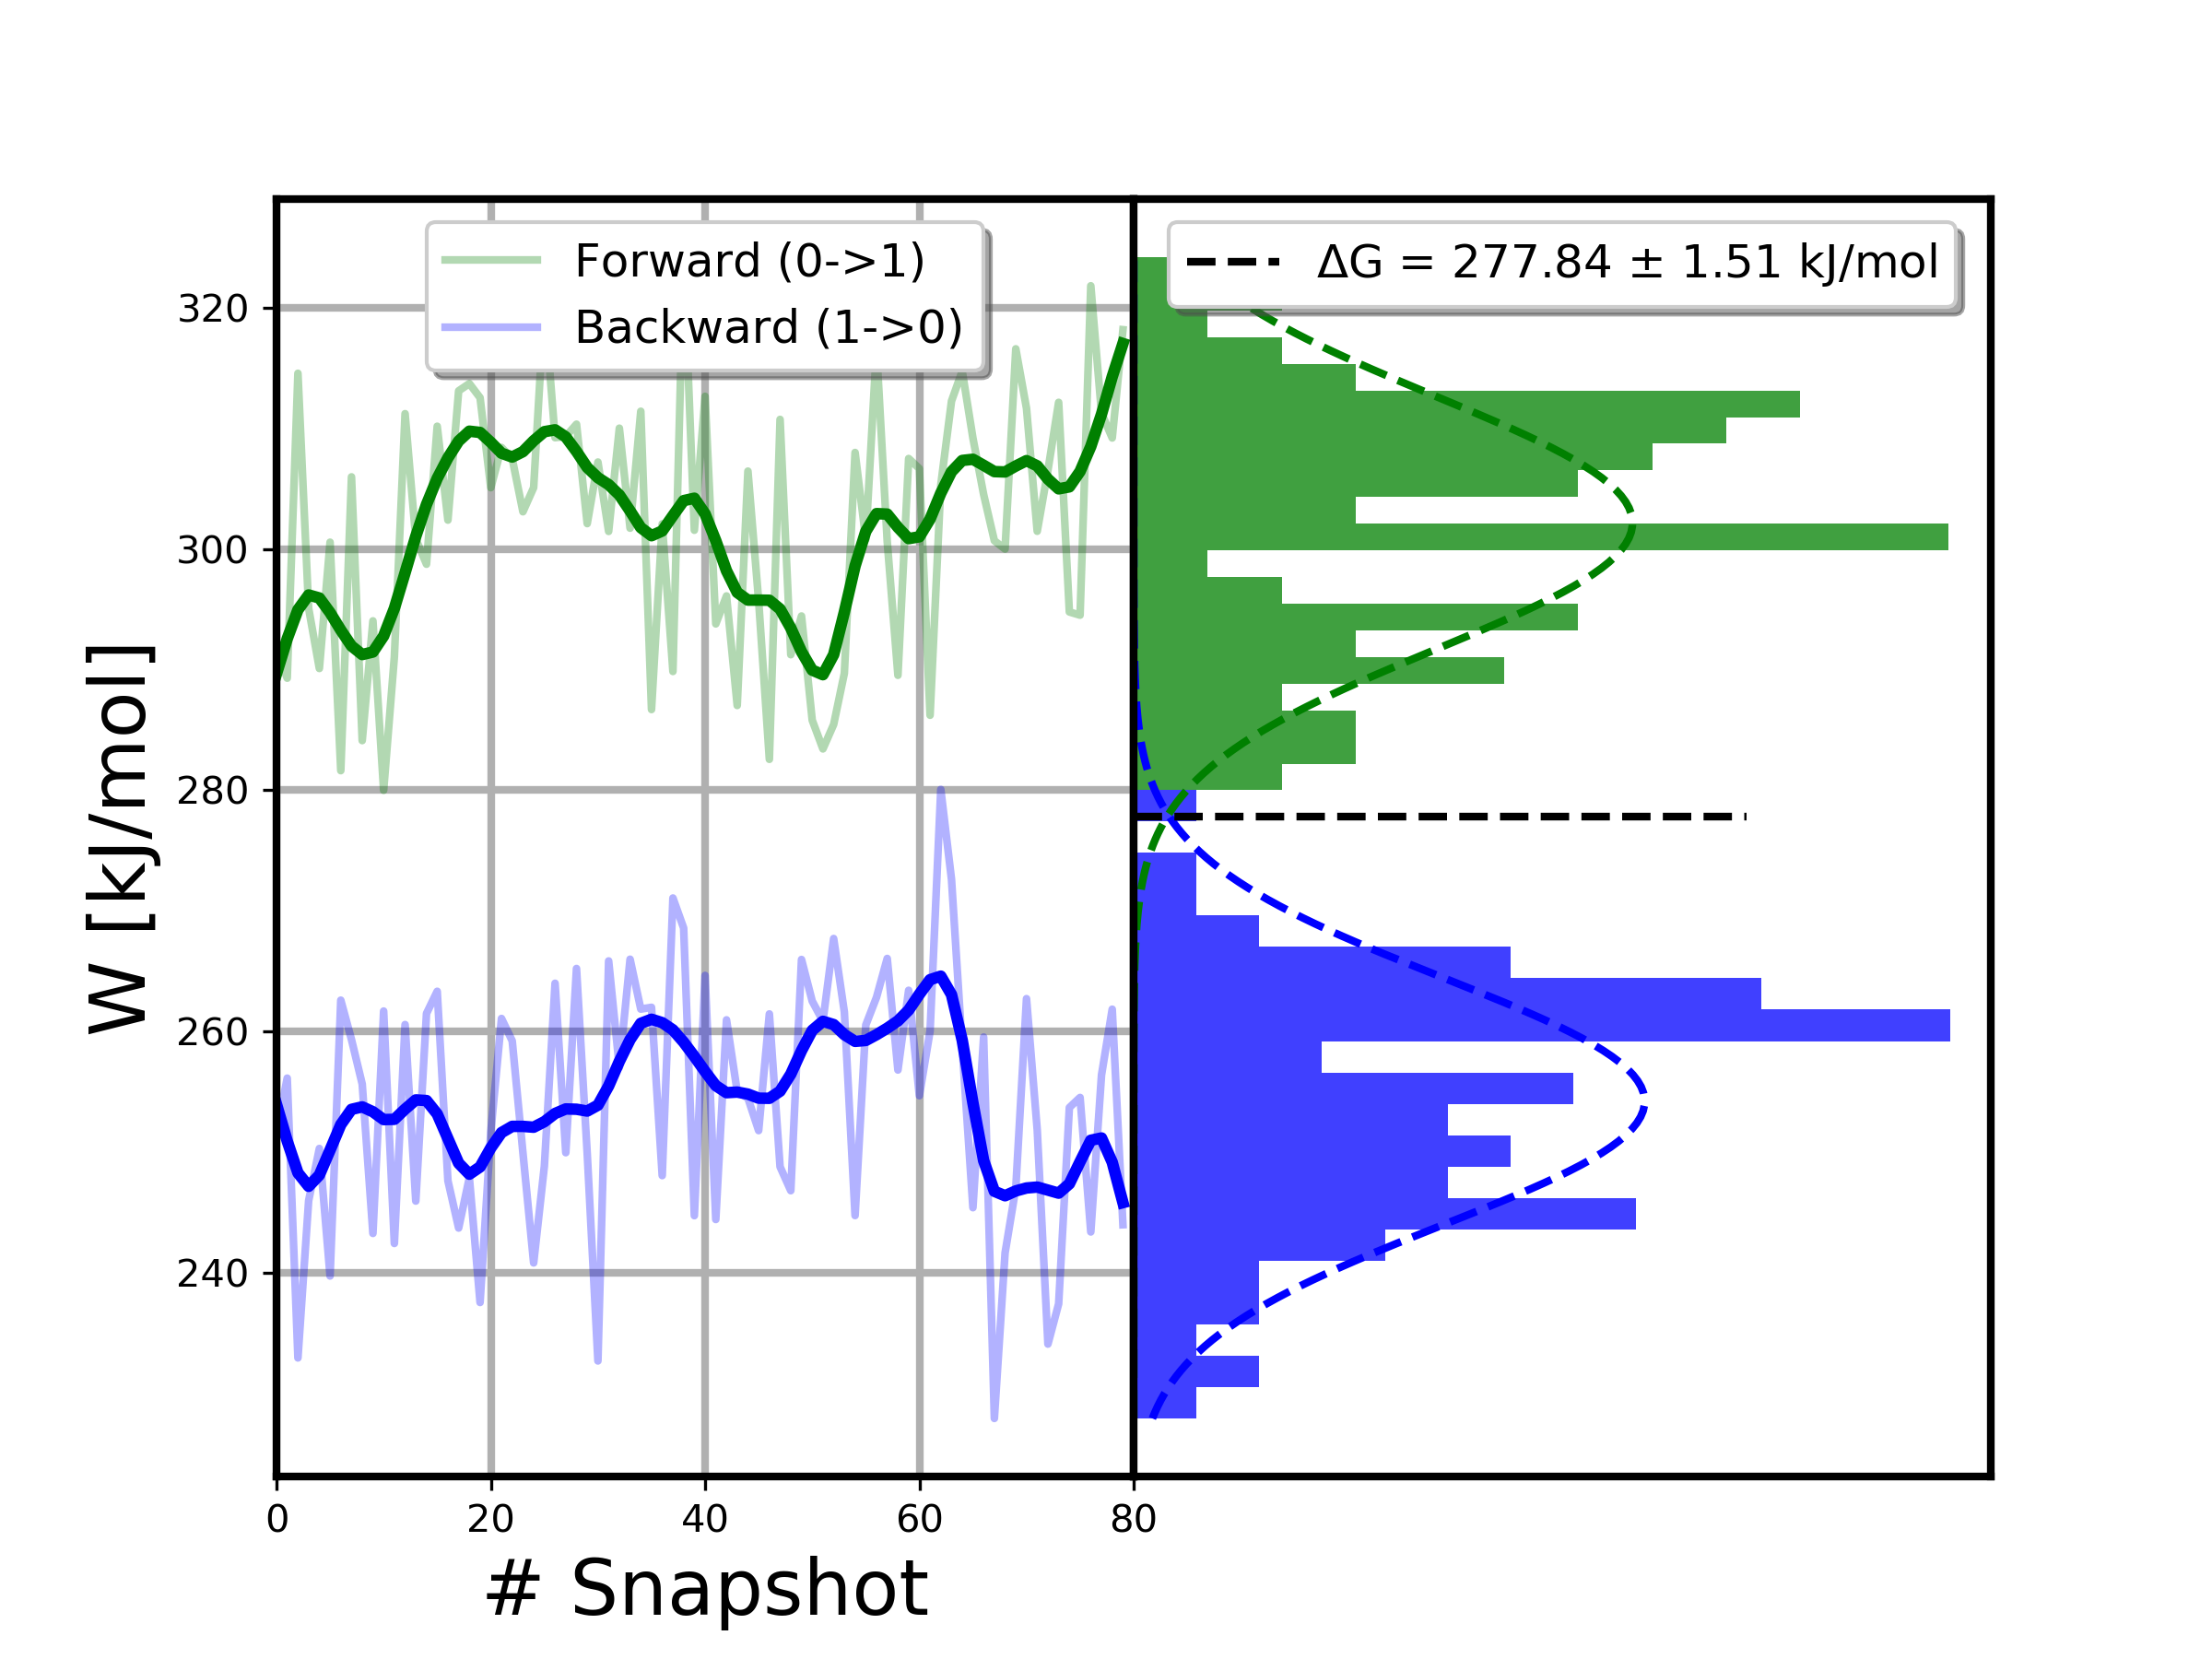 Forward (0->1)
Backward (1->0)
ΔG = 277.84 ± 1.51 kJ/mol
320
300
280
260
240
W [kJ/mol]
0 20 40 60 80
# Snapshot